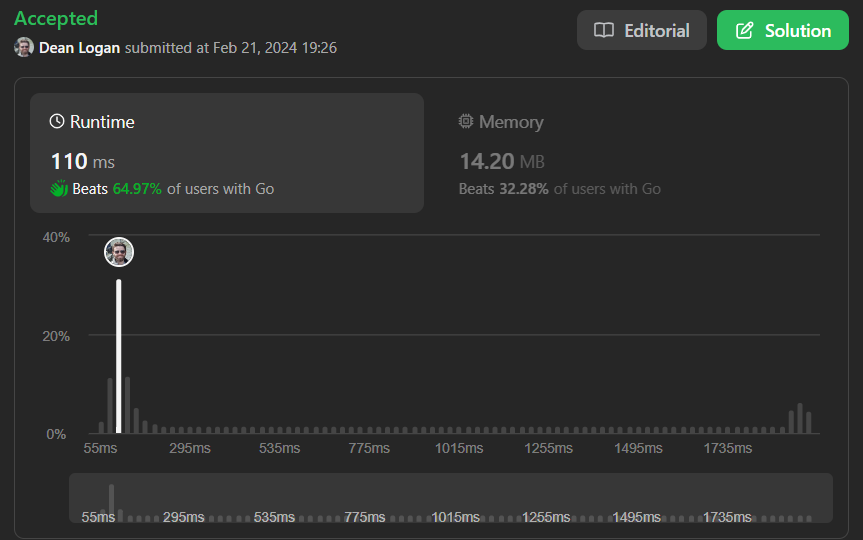 Accepted
Editorial
Solution
Dean Logan submitted at Feb 21, 2024 19:26
Runtime
Memory
110 ms
14.20 MB
Beats 64.97% of users with Go
Beats 32.28% of users with Go
40%
20%
0%
55ms 295ms 535ms 775ms 1015ms 1255ms 1495ms 1735ms
55ms 295ms 535ms 775ms 1015ms 1255ms 1495ms 1735ms